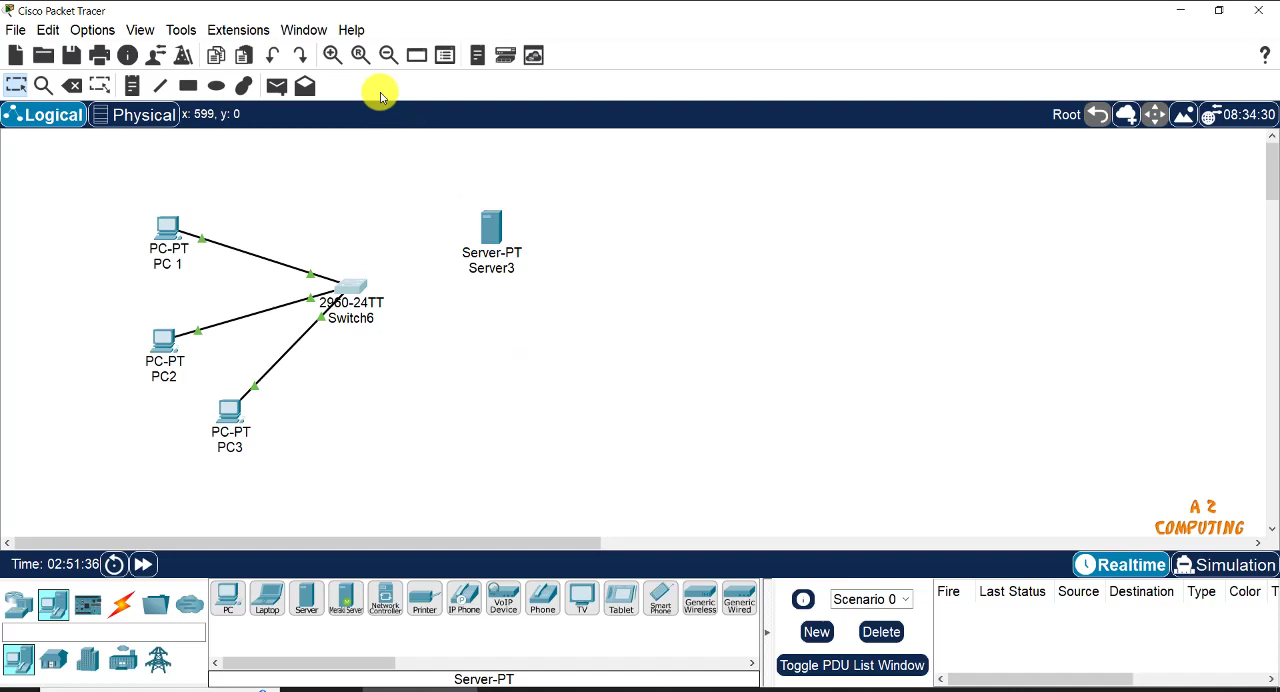 Cisco Packet Tracer
File Edit Options View Tools Extensions Window Help
Logical Physical x: 599, y: 0 Root 08:34:30
PC-PT
PC 1
Server-PT
Server3
2960-24TT
Switch6
PC-PT
PC2
PC-PT
PC3
A Z
COMPUTING
Time: 02:51:36 Realtime Simulation
PC Laptop Server Meraki Server Network Controller Printer IP Phone VoIP Device Phone TV Tablet Smart Phone Generic Wireless Generic Wired
Server-PT
Scenario 0
New Delete
Toggle PDU List Window
Fire Last Status Source Destination Type Color T